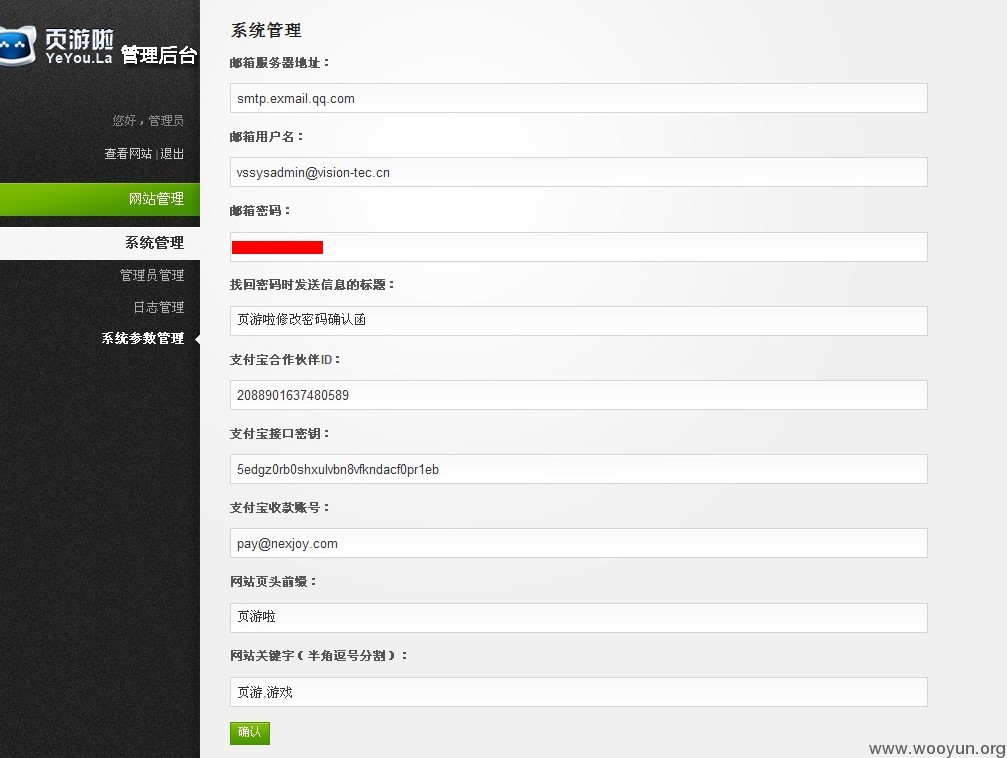 页游啦
YeYou.La 管理后台
您好，管理员
查看网站 | 退出
网站管理
系统管理
管理员管理
日志管理
系统参数管理
系统管理
邮箱服务器地址：
smtp.exmail.qq.com
邮箱用户名：
vssysadmin@vision-tec.cn
邮箱密码：
找回密码时发送信息的标题：
页游啦修改密码确认函
支付宝合作伙伴ID：
2088901637480589
支付宝接口密钥：
5edgz0rb0shxulvbn8vfkndacf0pr1eb
支付宝收款账号：
pay@nexjoy.com
网站页头前缀：
页游啦
网站关键字（半角逗号分割）：
页游,游戏
确认
www.wooyun.org